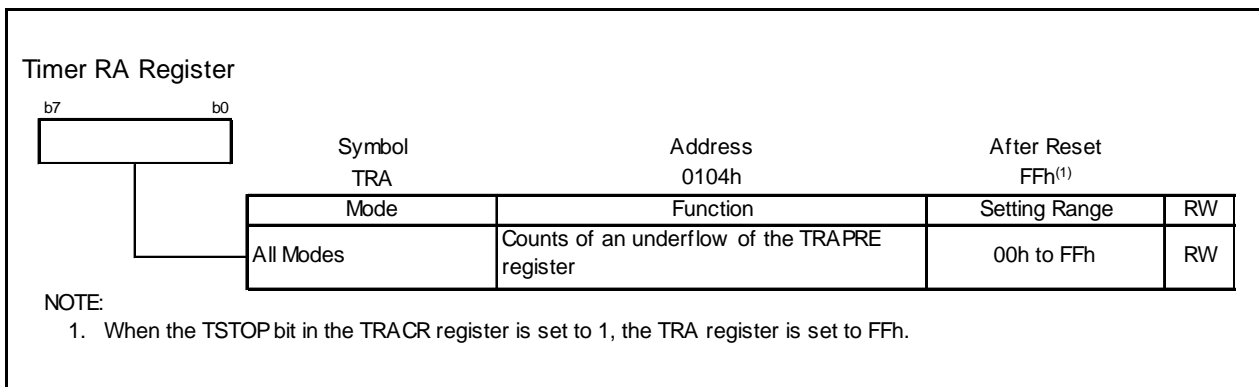 Timer RA Register
b7 b0
Symbol Address After Reset
TRA 0104h FFh(1)
Mode Function Setting Range RW
All Modes Counts of an underflow of the TRAPRE register 00h to FFh RW
NOTE:
1. When the TSTOP bit in the TRACR register is set to 1, the TRA register is set to FFh.